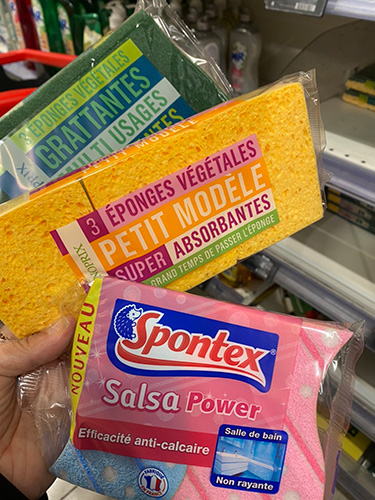 3 ÉPONGES VÉGÉTALES
GRATTANTES
MULTI USAGES
3 ÉPONGES VÉGÉTALES
PETIT MODÈLE
SUPER ABSORBANTES
GRAND TEMPS DE PASSER L'ÉPONGE
NOUVEAU
Spontex
Salsa Power
Efficacité anti-calcaire
Salle de bain
Non rayante